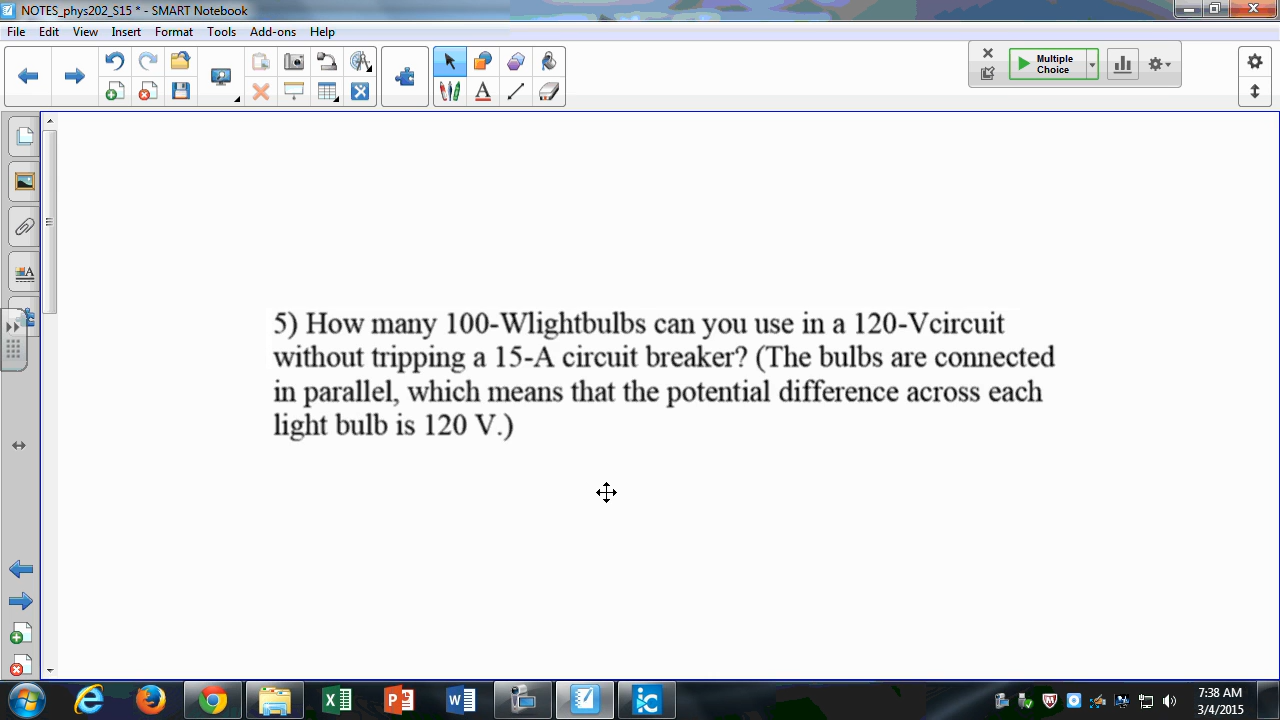 NOTES_phys202_S15 * - SMART Notebook
File Edit View Insert Format Tools Add-ons Help
Multiple
Choice
5) How many 100-Wlightbulbs can you use in a 120-Vcircuit
without tripping a 15-A circuit breaker? (The bulbs are connected
in parallel, which means that the potential difference across each
light bulb is 120 V.)
7:38 AM
3/4/2015